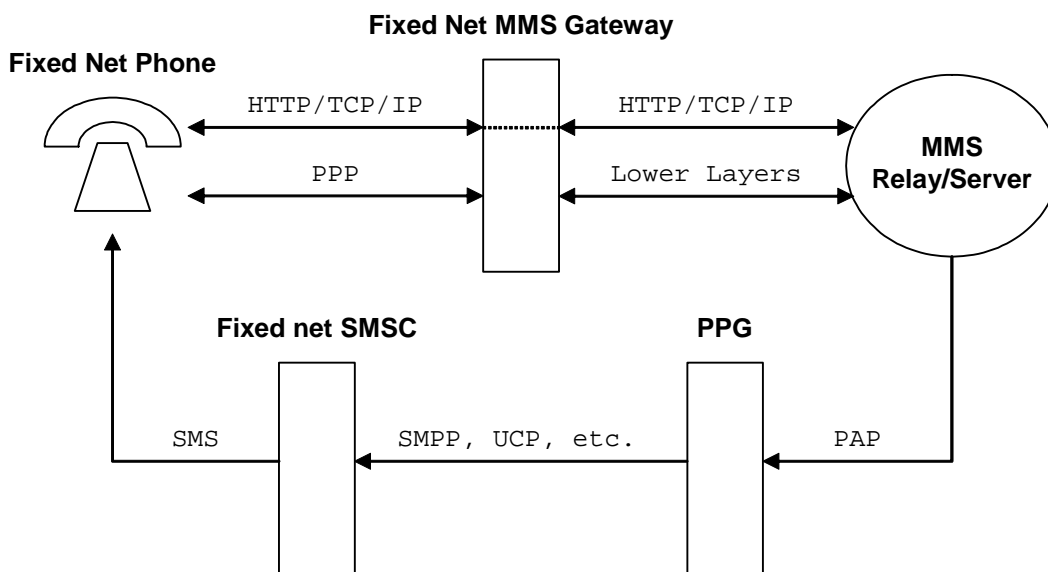 Fixed Net MMS Gateway
Fixed Net Phone
HTTP/TCP/IP
HTTP/TCP/IP
MMS
Relay/Server
PPP
Lower Layers
Fixed net SMSC
PPG
SMS
SMPP, UCP, etc.
PAP